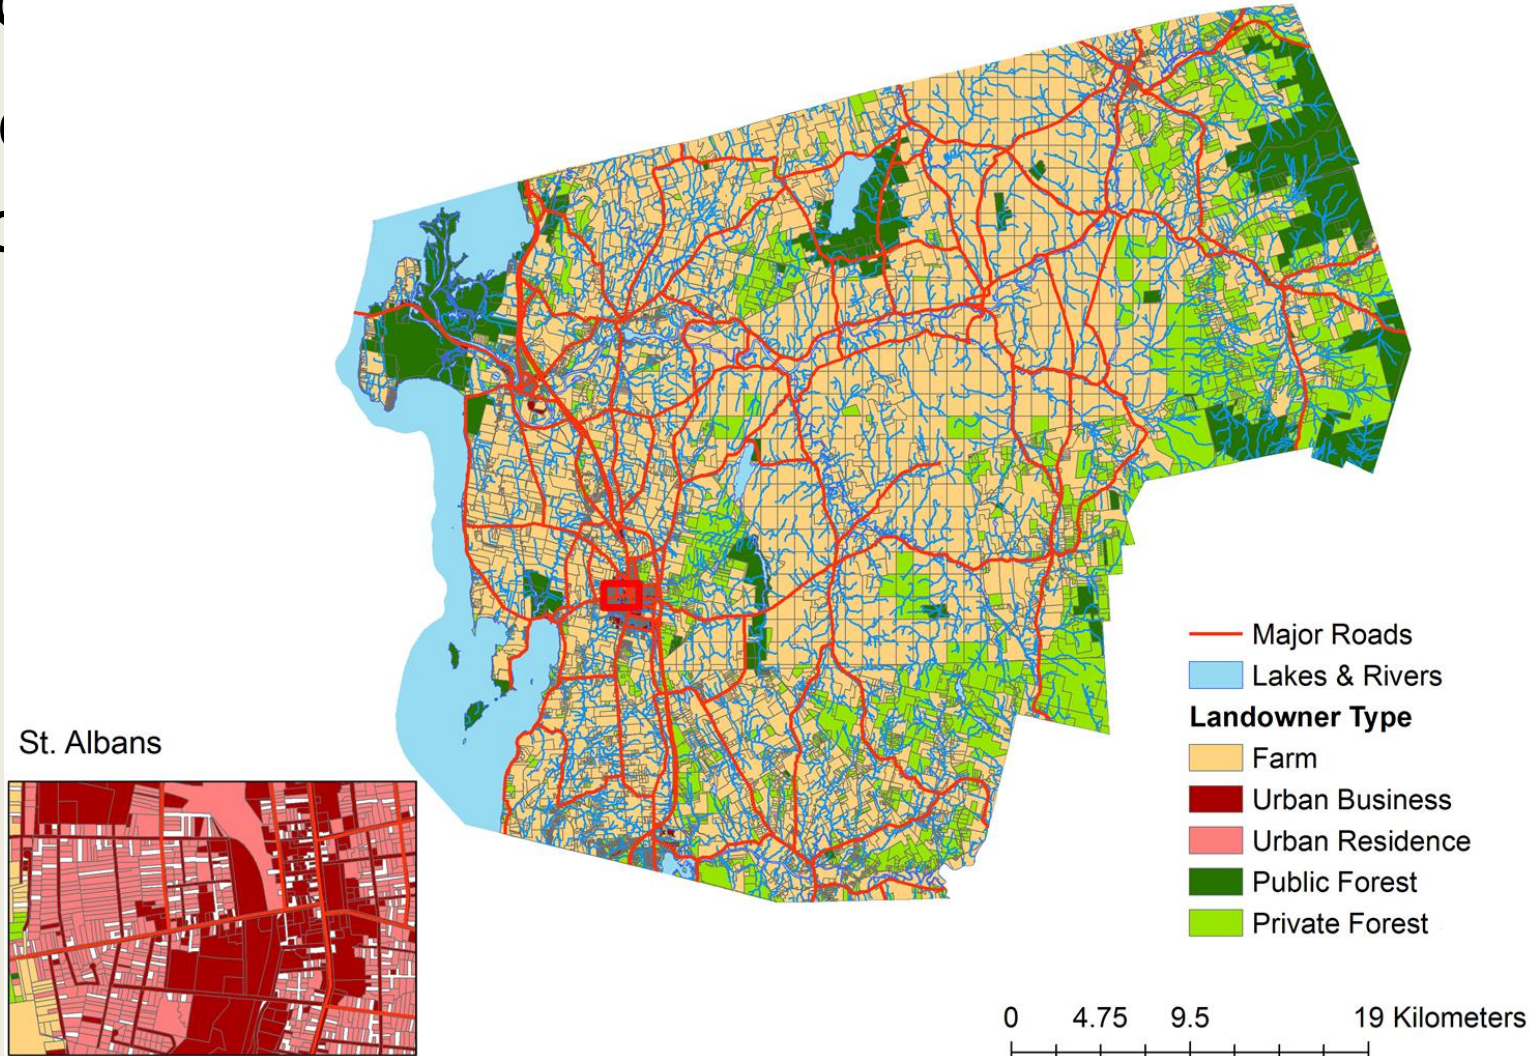 Major Roads
Lakes & Rivers
Landowner Type
Farm
Urban Business
Urban Residence
Public Forest
Private Forest
St. Albans
0 4.75 9.5 19 Kilometers